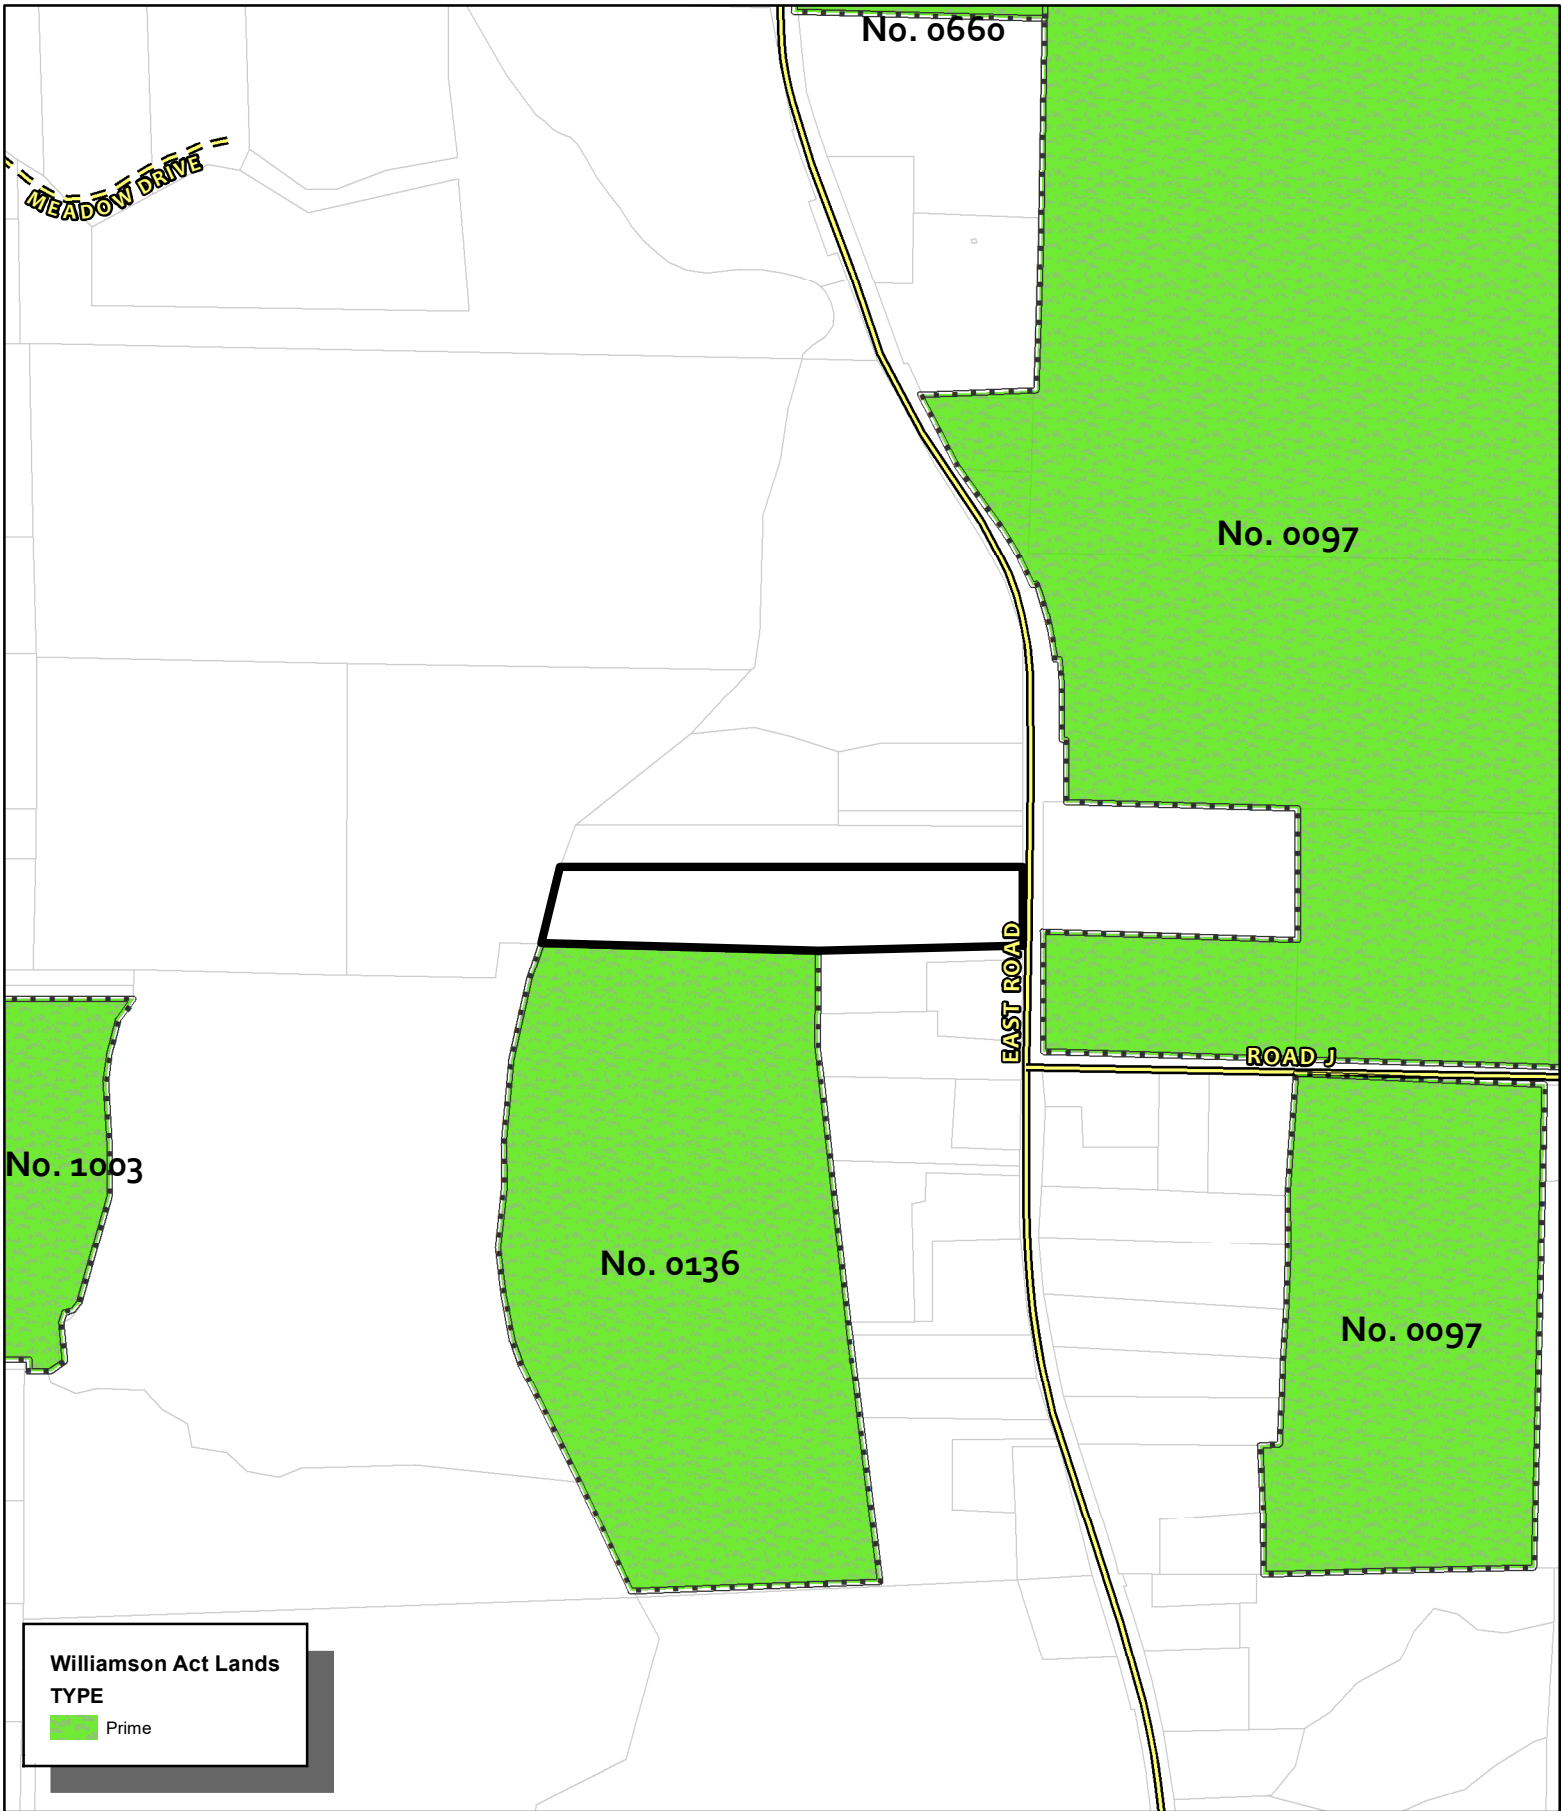 No. 0660
MEADOW DRIVE
No. 0097
EAST ROAD
ROAD J
No. 1003
No. 0136
No. 0097
Williamson Act Lands
TYPE
Prime